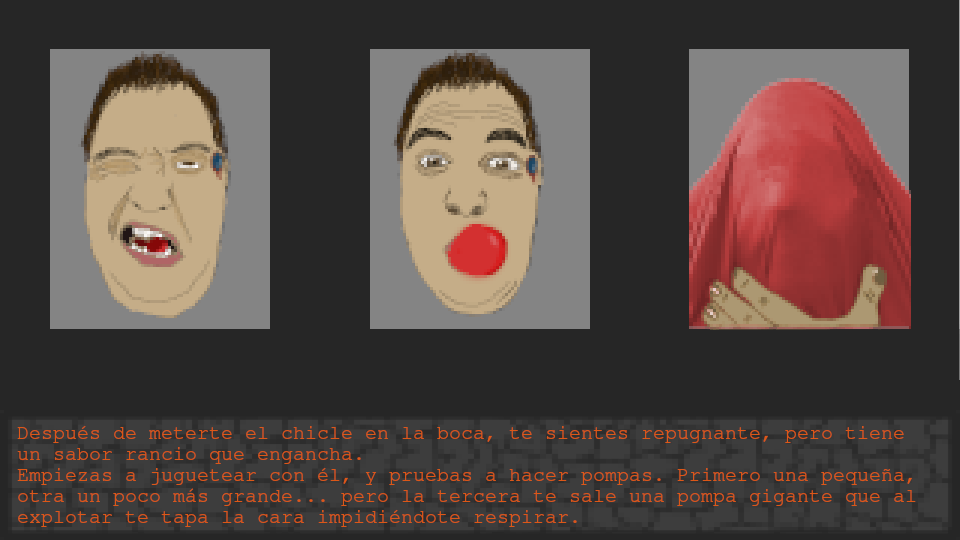 Después de meterte el chicle en la boca, te sientes repugnante, pero tiene
un sabor rancio que engancha.
Empiezas a juguetear con él, y pruebas a hacer pompas. Primero una pequeña,
otra un poco más grande... pero la tercera te sale una pompa gigante que al
explotar te tapa la cara impidiéndote respirar.